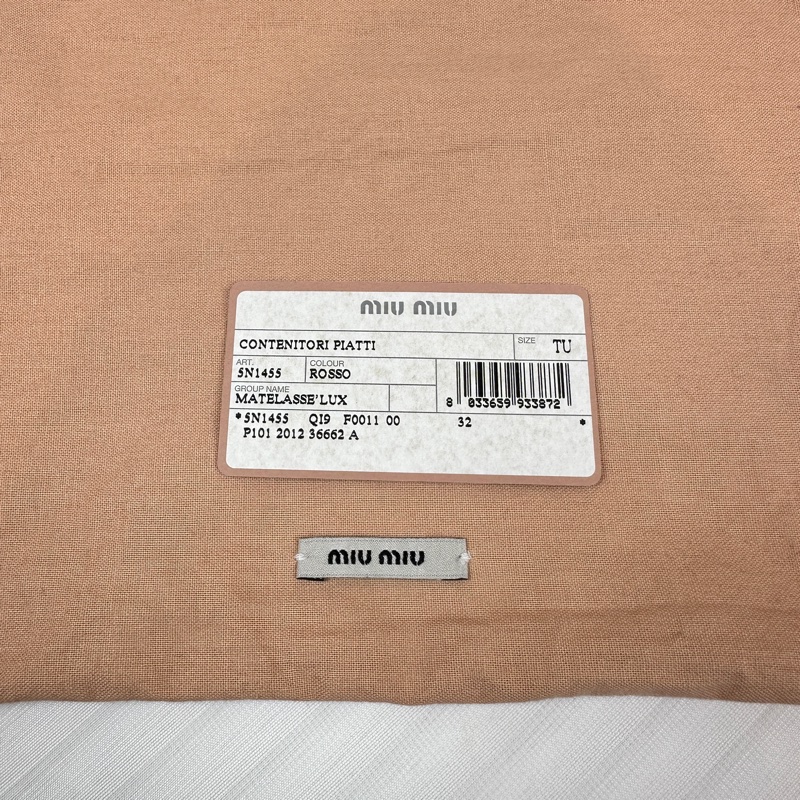 MIU MIU
CONTENITORI PIATTI
SIZE TU
ART. COLOUR
5N1455 ROSSO
GROUP NAME
MATELASSE'LUX
8 033659 933872
*5N1455 QI9 F0011 00 32 *
P101 2012 36662 A
MIU MIU